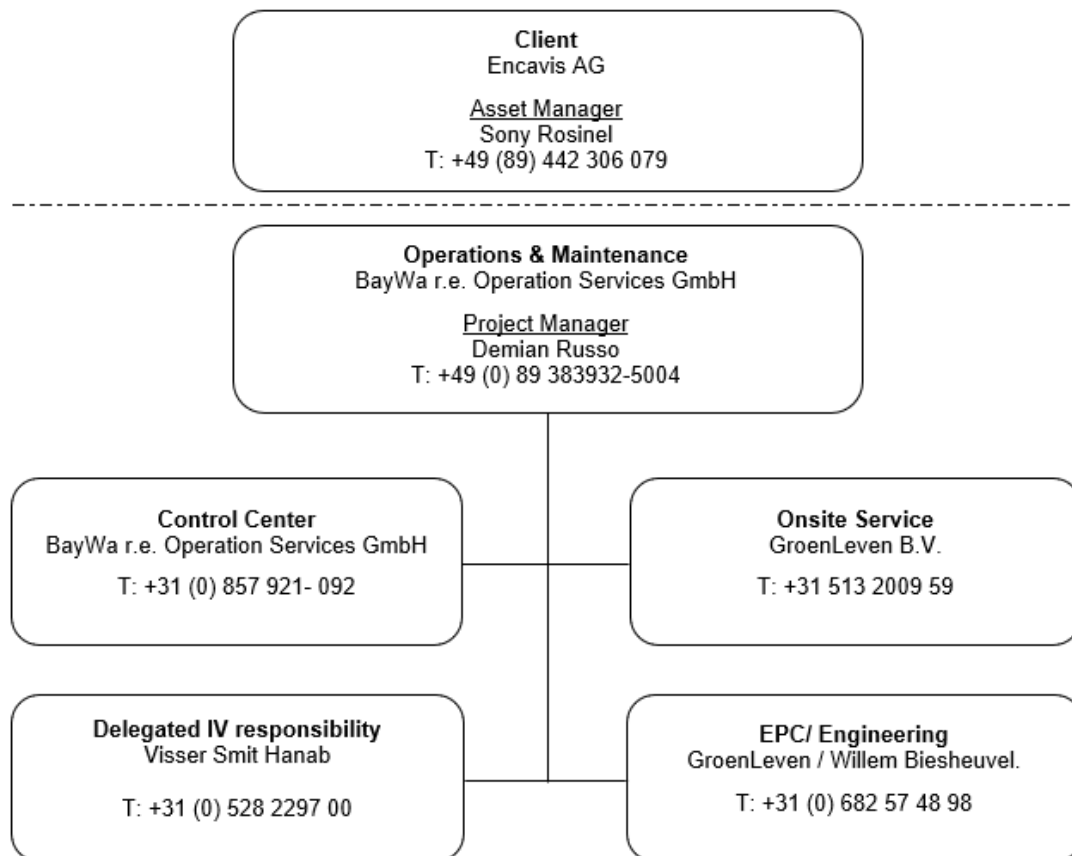 Client
Encavis AG
Asset Manager
Sony Rosinel
T: +49 (89) 442 306 079
Operations & Maintenance
BayWa r.e. Operation Services GmbH
Project Manager
Demian Russo
T: +49 (0) 89 383932-5004
Control Center
BayWa r.e. Operation Services GmbH
T: +31 (0) 857 921- 092
Onsite Service
GroenLeven B.V.
T: +31 513 2009 59
Delegated IV responsibility
Visser Smit Hanab
T: +31 (0) 528 2297 00
EPC/ Engineering
GroenLeven / Willem Biesheuvel.
T: +31 (0) 682 57 48 98